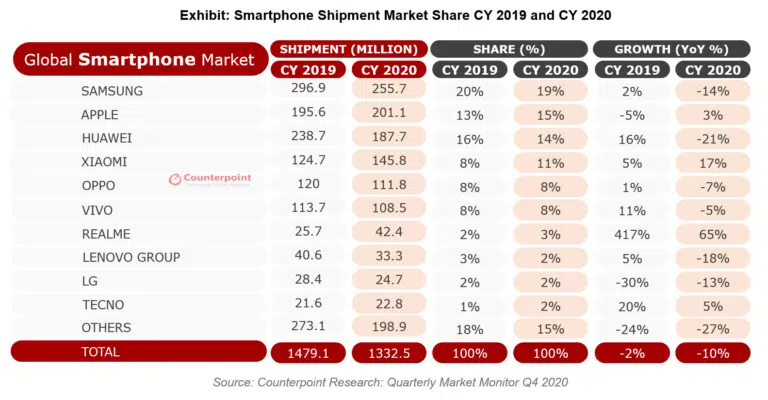 Exhibit: Smartphone Shipment Market Share CY 2019 and CY 2020
Global Smartphone Market SHIPMENT (MILLION) SHARE (%) GROWTH (YoY %)
CY 2019 CY 2020 CY 2019 CY 2020 CY 2019 CY 2020
SAMSUNG 296.9 255.7 20% 19% 2% -14%
APPLE 195.6 201.1 13% 15% -5% 3%
HUAWEI 238.7 187.7 16% 14% 16% -21%
XIAOMI 124.7 145.8 8% 11% 5% 17%
Counterpoint
OPPO 120 111.8 8% 8% 1% -7%
VIVO 113.7 108.5 8% 8% 11% -5%
REALME 25.7 42.4 2% 3% 417% 65%
LENOVO GROUP 40.6 33.3 3% 2% 5% -18%
LG 28.4 24.7 2% 2% -30% -13%
TECNO 21.6 22.8 1% 2% 20% 5%
OTHERS 273.1 198.9 18% 15% -24% -27%
TOTAL 1479.1 1332.5 100% 100% -2% -10%
Source: Counterpoint Research: Quarterly Market Monitor Q4 2020